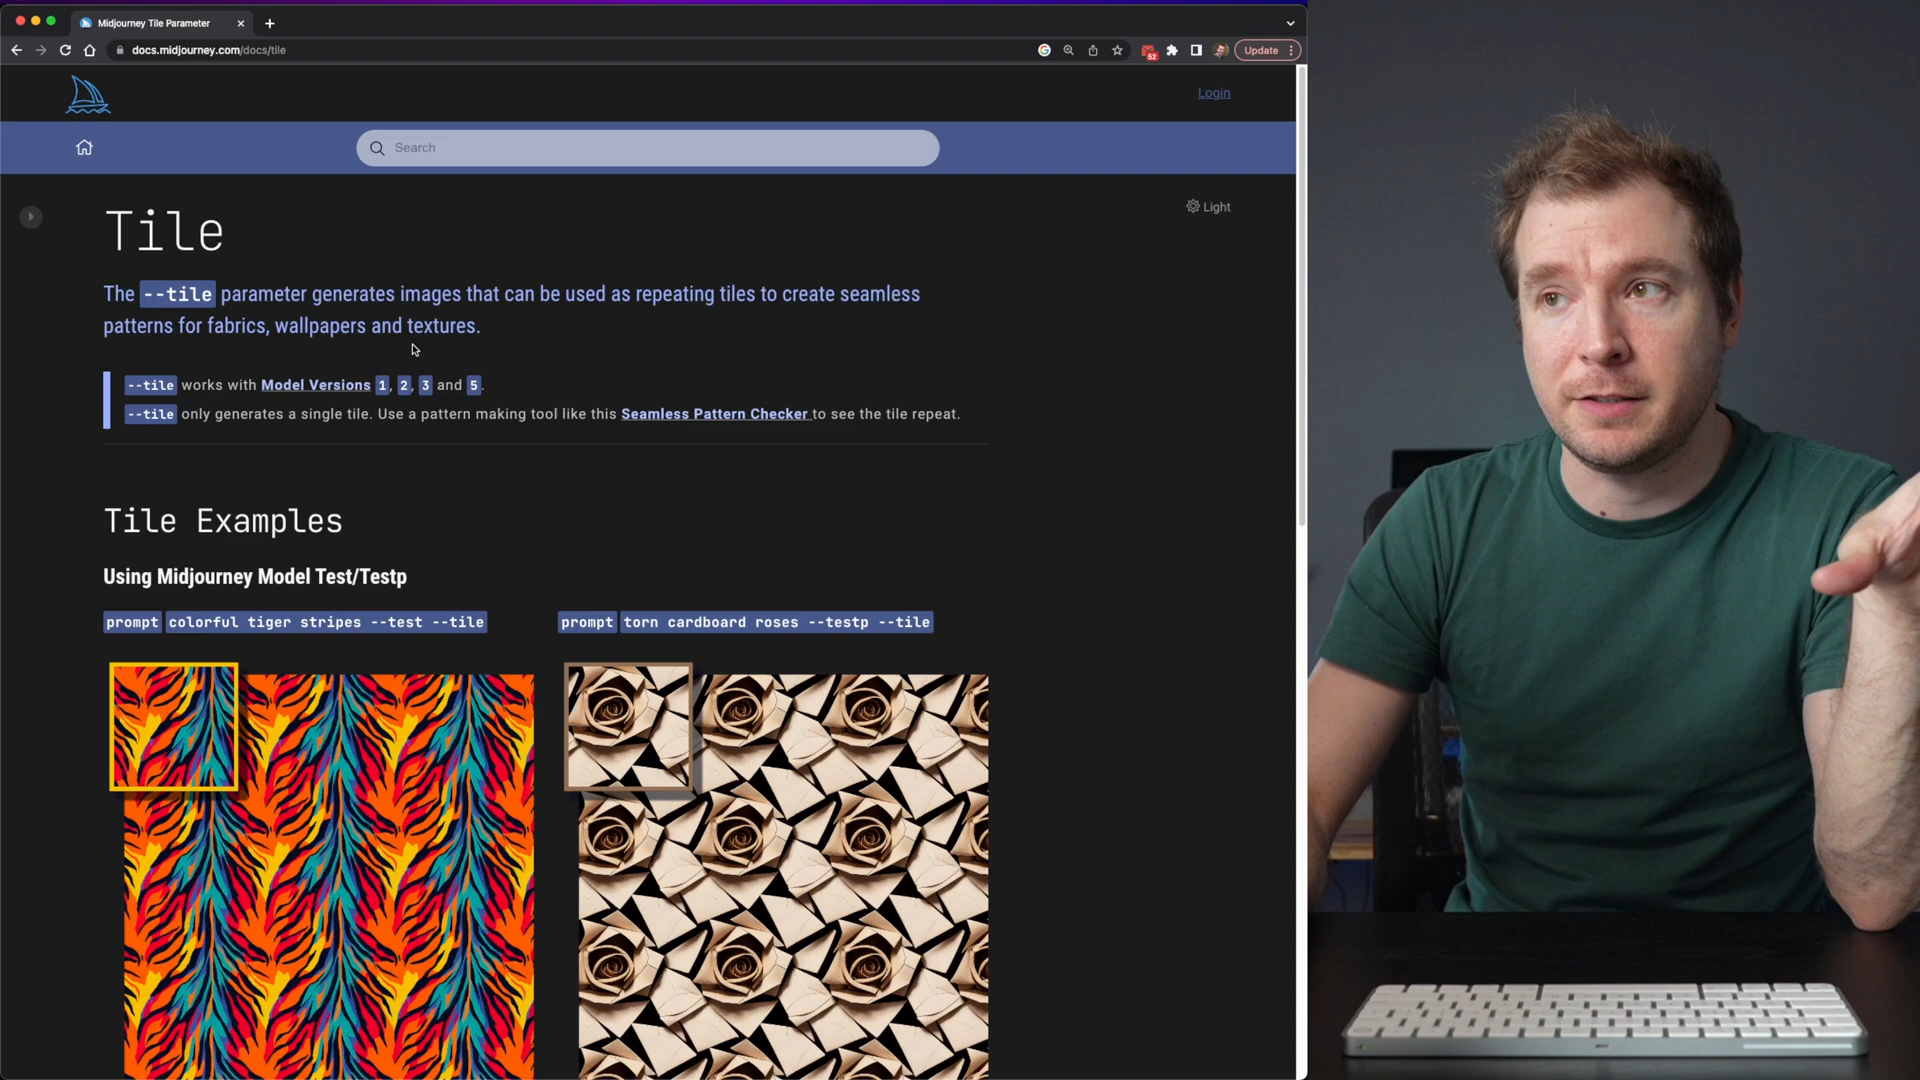 Midjourney Tile Parameter
docs.midjourney.com/docs/tile
52
Update
Login
Search
Light
Tile
The --tile parameter generates images that can be used as repeating tiles to create seamless
patterns for fabrics, wallpapers and textures.
--tile works with Model Versions 1, 2, 3 and 5.
--tile only generates a single tile. Use a pattern making tool like this Seamless Pattern Checker to see the tile repeat.
Tile Examples
Using Midjourney Model Test/Testp
prompt colorful tiger stripes --test --tile
prompt torn cardboard roses --testp --tile